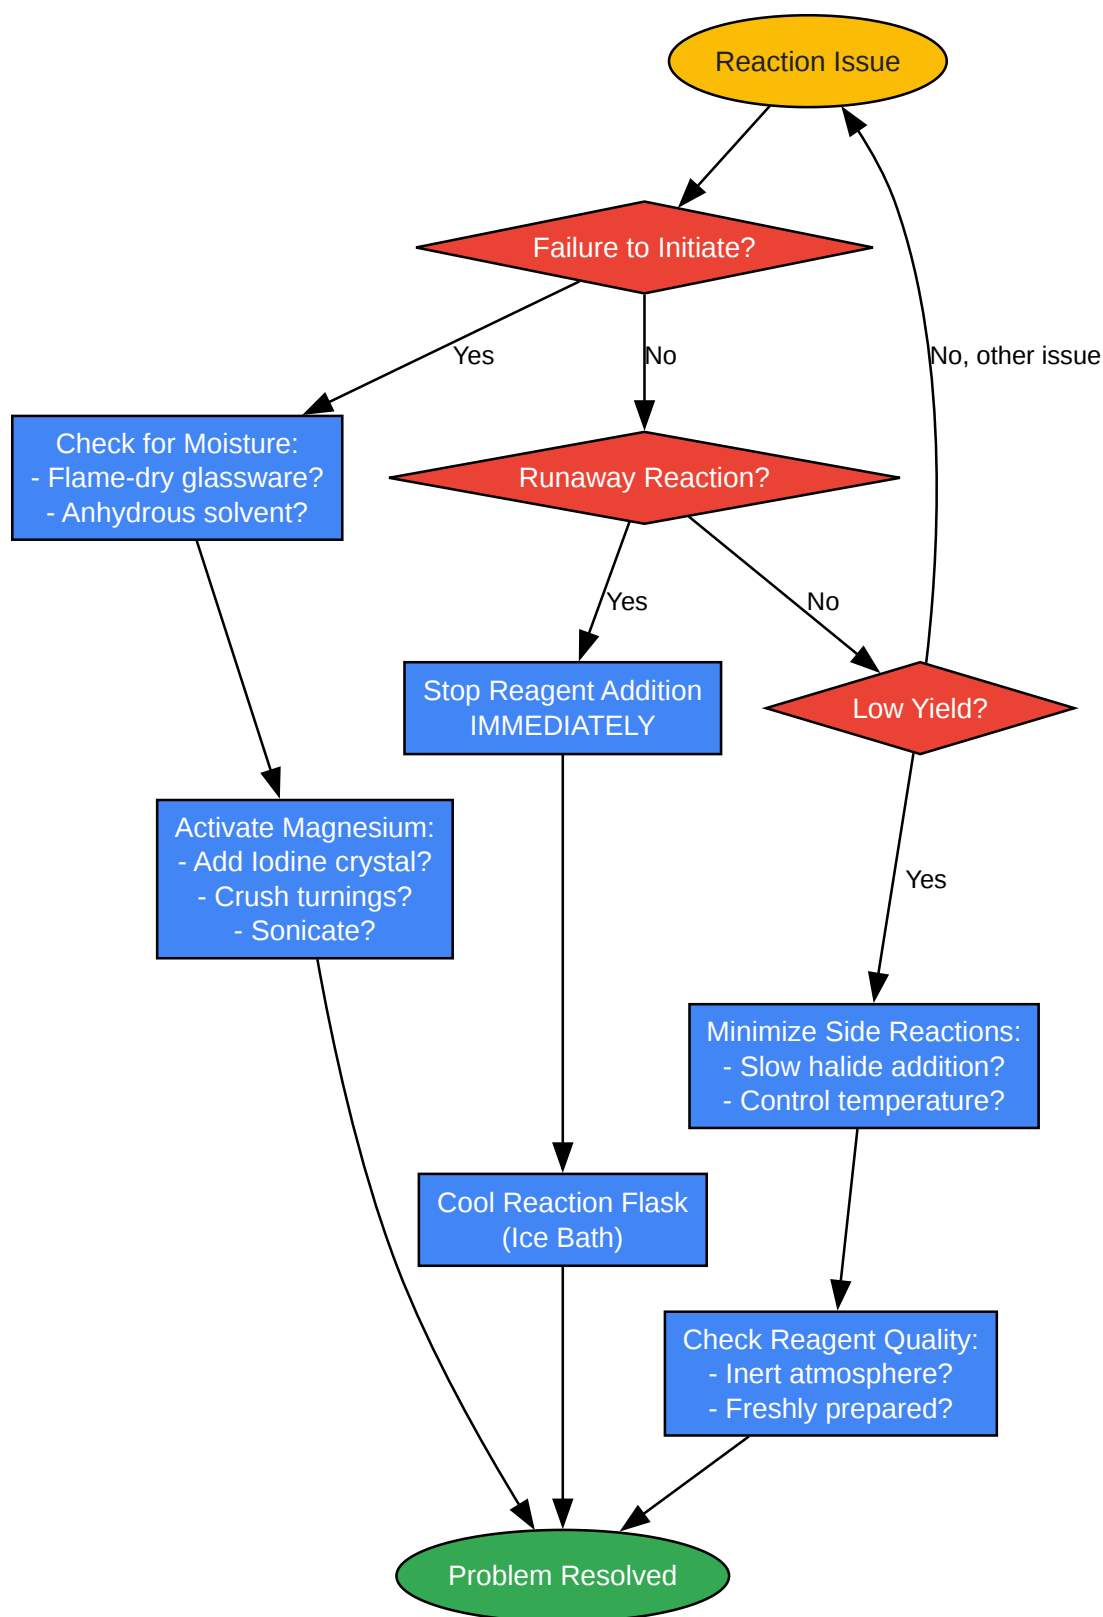 Reaction Issue
Failure to Initiate?
Yes
No
No, other issue
Check for Moisture:
- Flame-dry glassware?
- Anhydrous solvent?
Runaway Reaction?
Yes
No
Stop Reagent Addition
IMMEDIATELY
Low Yield?
Activate Magnesium:
- Add Iodine crystal?
- Crush turnings?
- Sonicate?
Yes
Minimize Side Reactions:
- Slow halide addition?
- Control temperature?
Cool Reaction Flask
(Ice Bath)
Check Reagent Quality:
- Inert atmosphere?
- Freshly prepared?
Problem Resolved